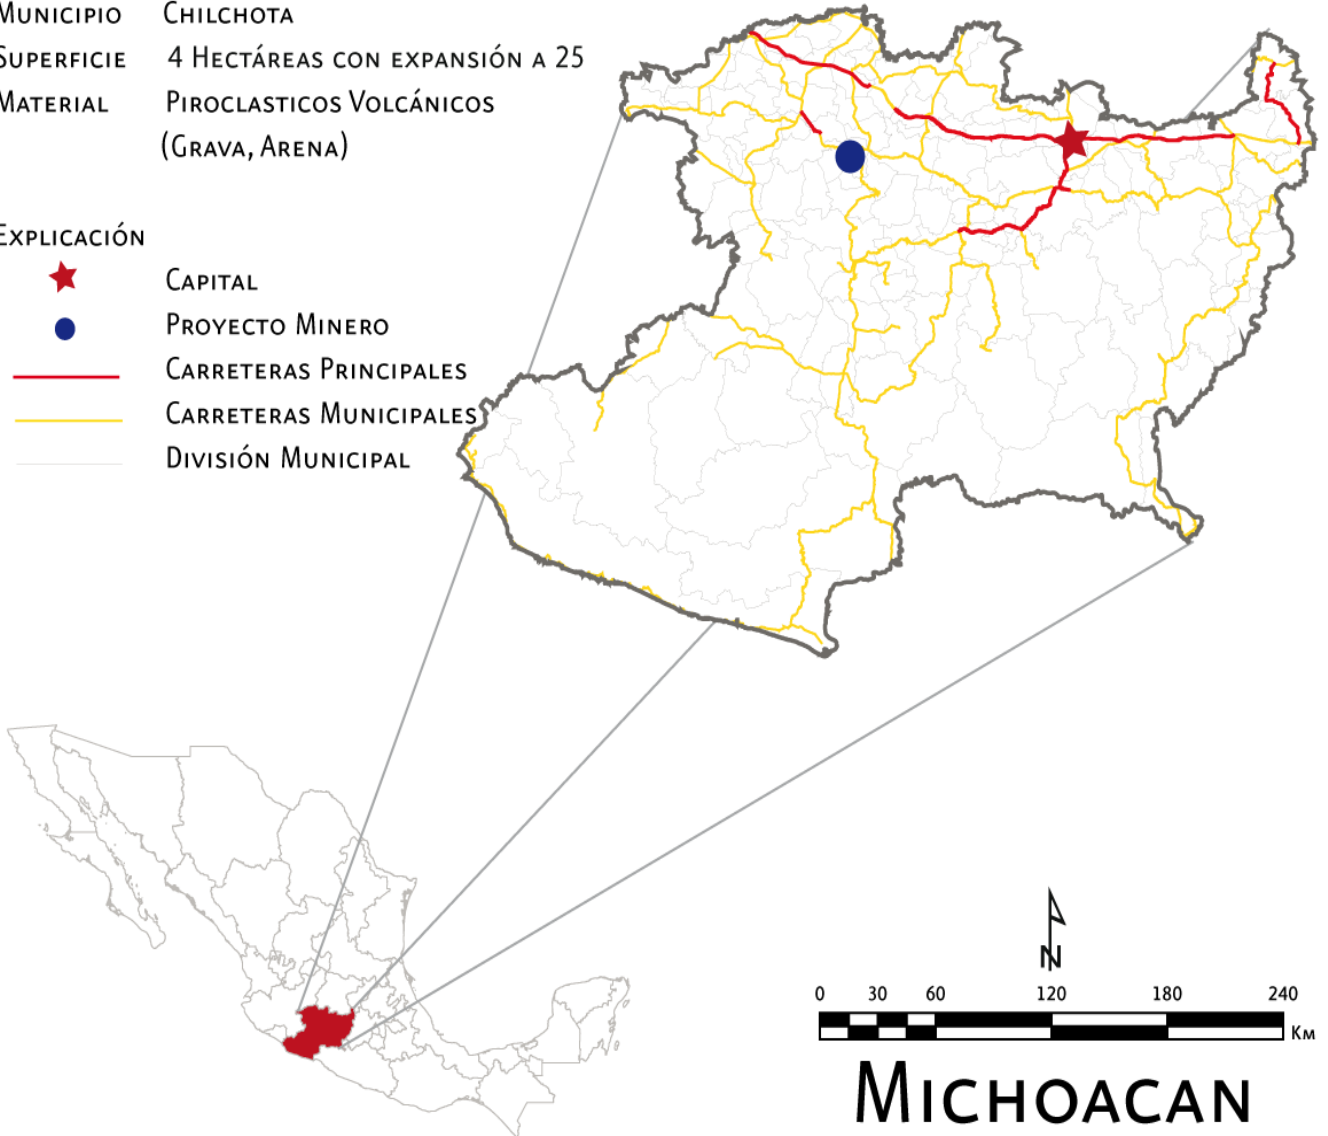 MUNICIPIO CHILCHOTA
SUPERFICIE 4 HECTÁREAS CON EXPANSIÓN A 25
MATERIAL PIROCLASTICOS VOLCÁNICOS
(GRAVA, ARENA)
EXPLICACIÓN
CAPITAL
PROYECTO MINERO
CARRETERAS PRINCIPALES
CARRETERAS MUNICIPALES
DIVISIÓN MUNICIPAL
N
0 30 60 120 180 240
KM
MICHOACAN